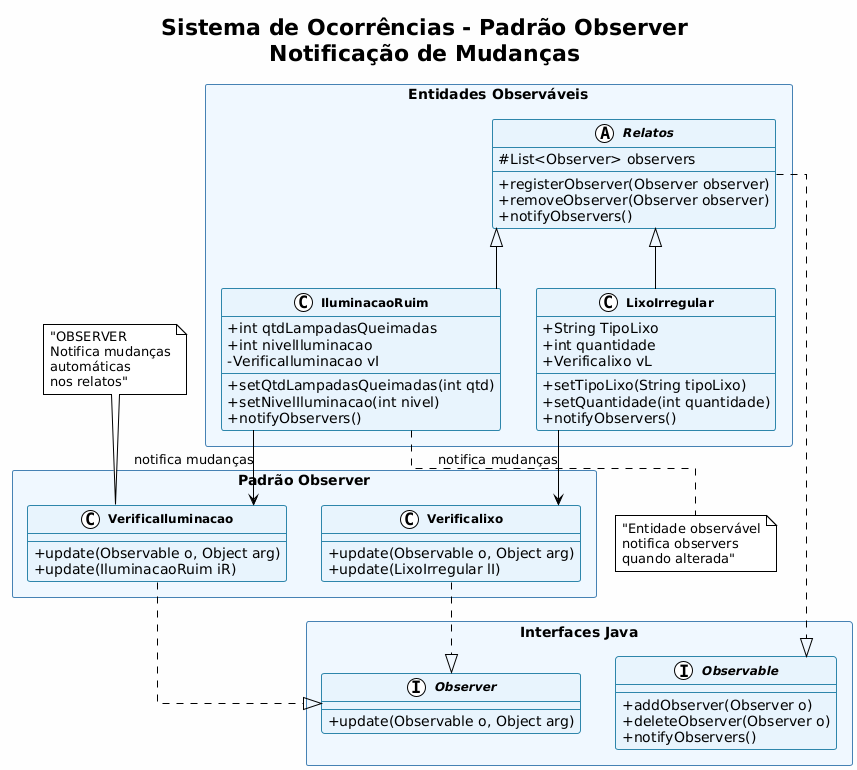 Sistema de Ocorrências - Padrão Observer
Notificação de Mudanças
Entidades Observáveis
A Relatos
#List<Observer> observers
+registerObserver(Observer observer)
+removeObserver(Observer observer)
+notifyObservers()
C IluminacaoRuim
+int qtdLampadasQueimadas
+int nivelIluminacao
-VerificaIluminacao vI
+setQtdLampadasQueimadas(int qtd)
+setNivelIluminacao(int nivel)
+notifyObservers()
C LixoIrregular
+String TipoLixo
+int quantidade
+Verificalixo vL
+setTipoLixo(String tipoLixo)
+setQuantidade(int quantidade)
+notifyObservers()
"OBSERVER
Notifica mudanças
automáticas
nos relatos"
notifica mudanças
notifica mudanças
Padrão Observer
C VerificaIluminacao
+update(Observable o, Object arg)
+update(IluminacaoRuim iR)
C Verificalixo
+update(Observable o, Object arg)
+update(LixoIrregular lI)
"Entidade observável
notifica observers
quando alterada"
Interfaces Java
I Observer
+update(Observable o, Object arg)
I Observable
+addObserver(Observer o)
+deleteObserver(Observer o)
+notifyObservers()